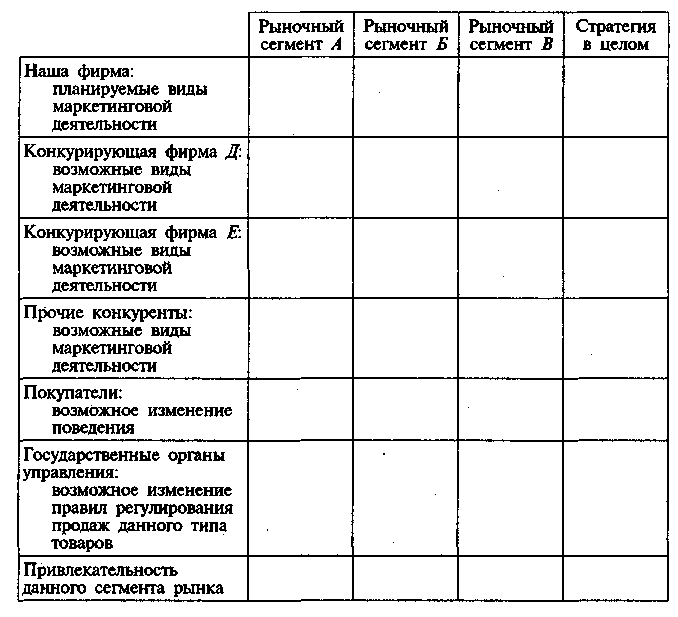 Рыночный сегмент А
Рыночный сегмент Б
Рыночный сегмент В
Стратегия в целом
Наша фирма:
планируемые виды
маркетинговой
деятельности
Конкурирующая фирма Д:
возможные виды
маркетинговой
деятельности
Конкурирующая фирма Е:
возможные виды
маркетинговой
деятельности
Прочие конкуренты:
возможные виды
маркетинговой
деятельности
Покупатели:
возможное изменение
поведения
Государственные органы
управления:
возможное изменение
правил регулирования
продаж данного типа
товаров
Привлекательность
данного сегмента рынка